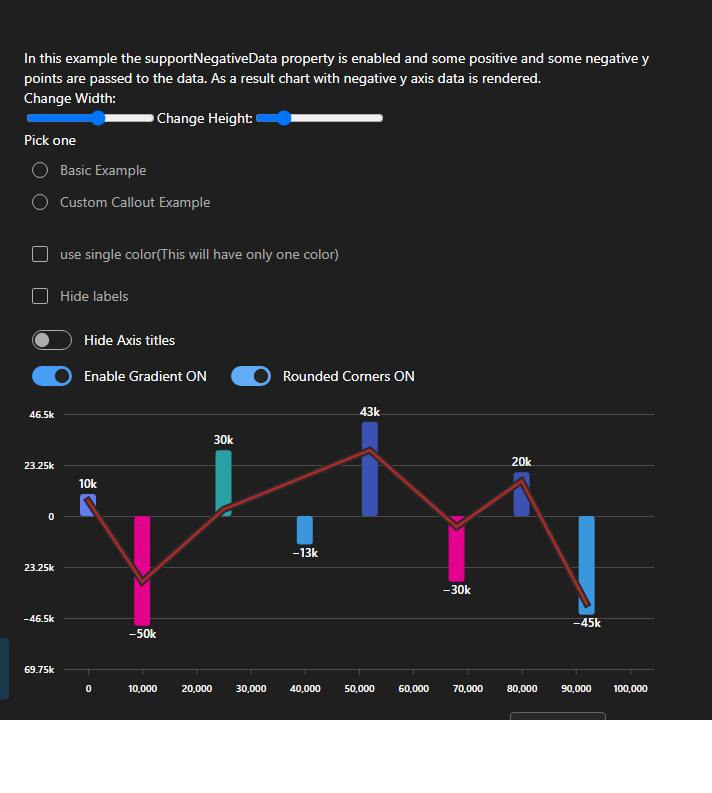 In this example the supportNegativeData property is enabled and some positive and some negative y
points are passed to the data. As a result chart with negative y axis data is rendered.
Change Width:
Change Height:
Pick one
Basic Example
Custom Callout Example
use single color(This will have only one color)
Hide labels
Hide Axis titles
Enable Gradient ON Rounded Corners ON
46.5k
23.25k
0
23.25k
−46.5k
69.75k
10k
−50k
30k
−13k
43k
−30k
20k
−45k
0 10,000 20,000 30,000 40,000 50,000 60,000 70,000 80,000 90,000 100,000